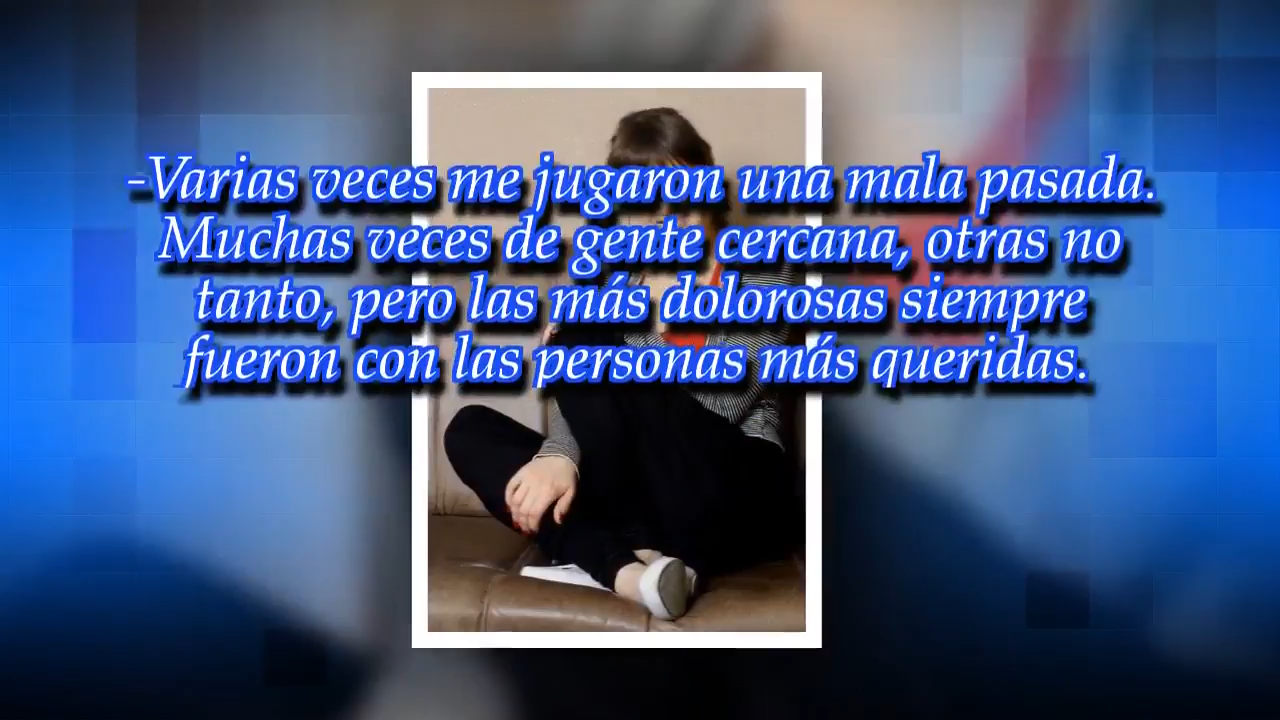 -Varias veces me jugaron una mala pasada.
Muchas veces de gente cercana, otras no
tanto, pero las más dolorosas siempre
fueron con las personas más queridas.